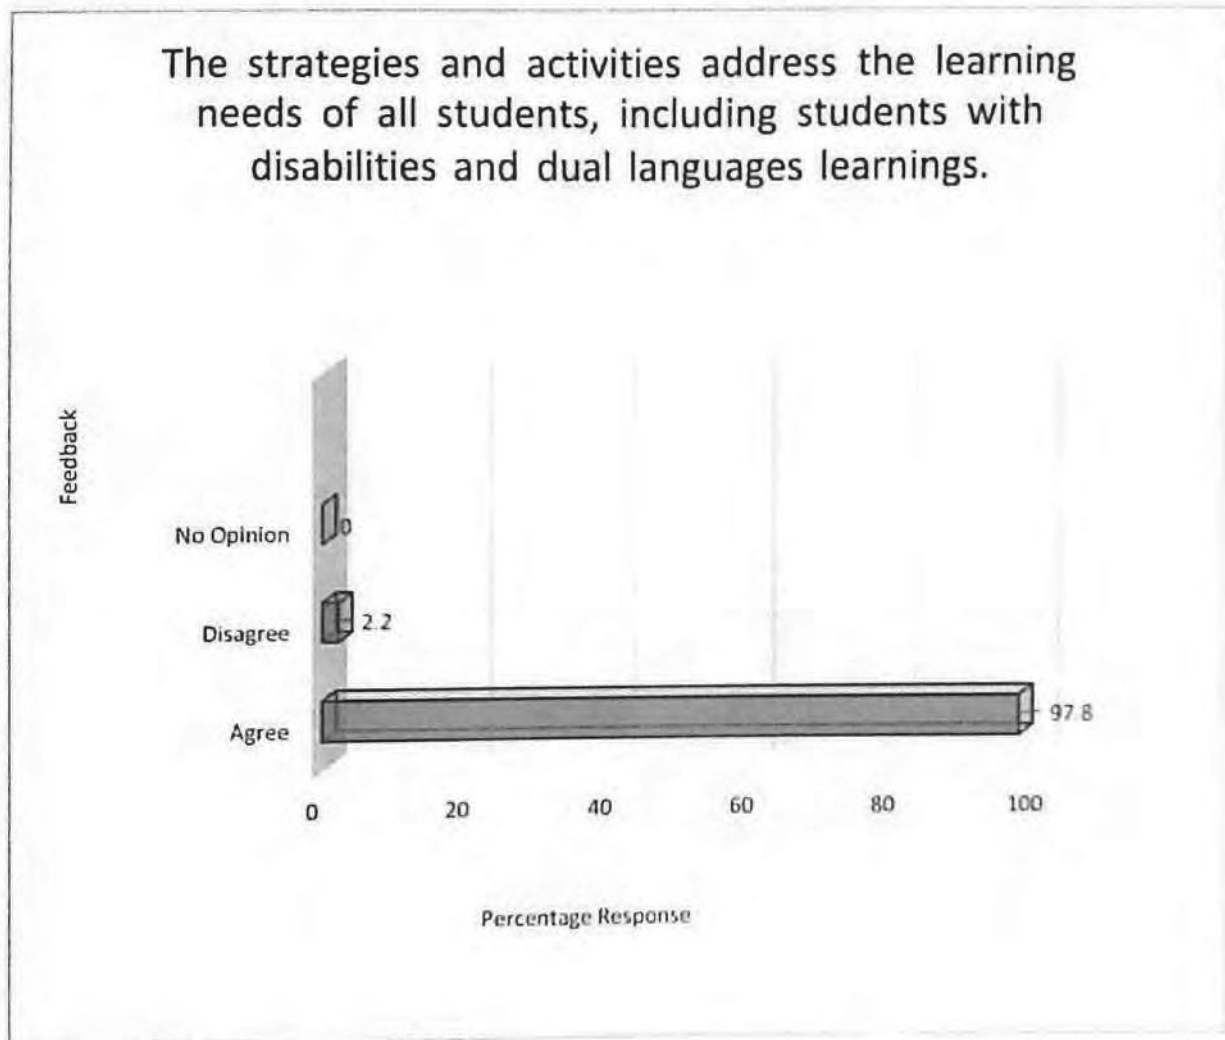 The strategies and activities address the learning
needs of all students, including students with
disabilities and dual languages learnings.
Feedback
No Opinion
0
Disagree
2.2
Agree
97.8
0 20 40 60 80 100
Percentage Response